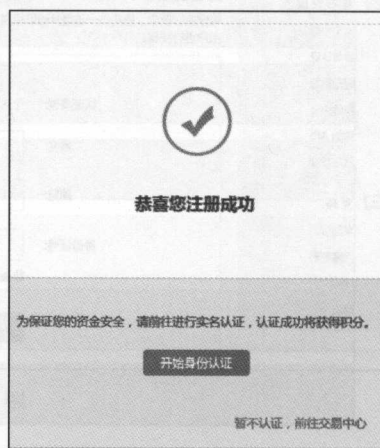 恭喜您注册成功
为保证您的资金安全，请前往进行实名认证，认证成功将获得积分。
开始身份认证
暂不认证，前往交易中心